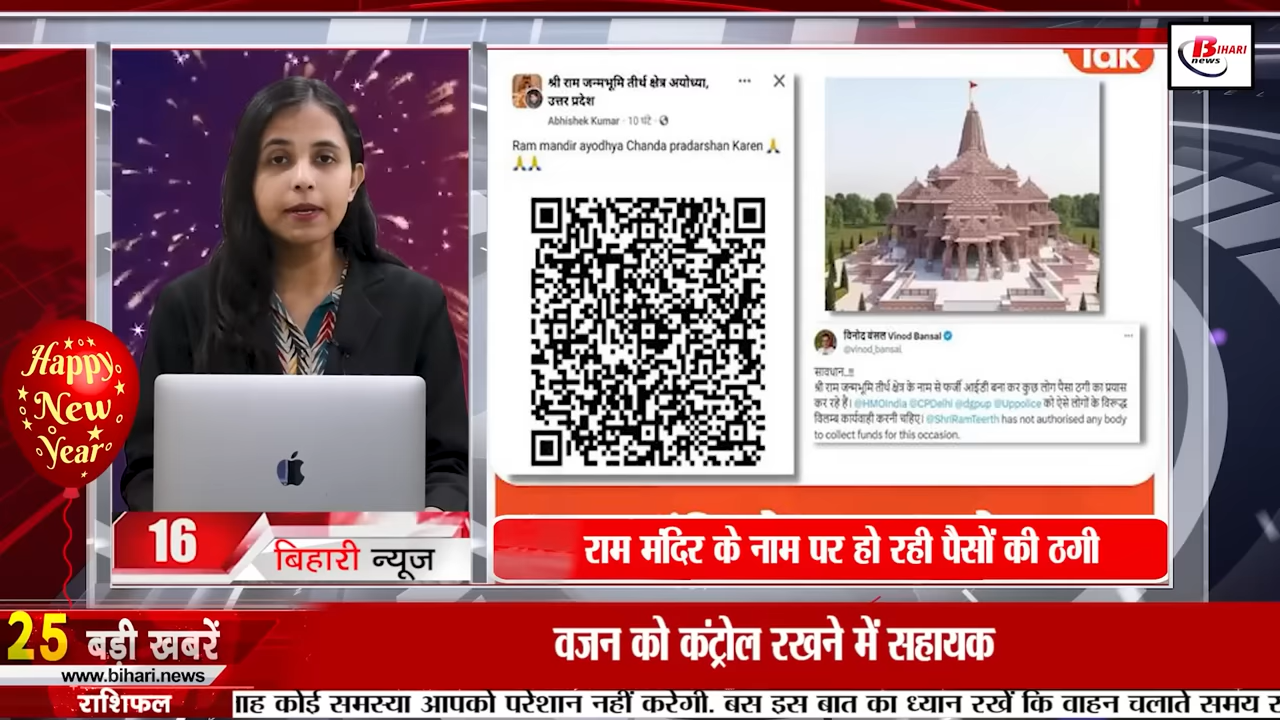 BIHARI
news
lak
श्री राम जन्मभूमि तीर्थ क्षेत्र अयोध्या,
उत्तर प्रदेश
Abhishek Kumar · 10 घंटे ·
Ram mandir ayodhya Chanda pradarshan Karen 🙏
🙏🙏
विनोद बंसल Vinod Bansal
@vinod_bansal
सावधान..!!
श्री राम जन्मभूमि तीर्थ क्षेत्र के नाम से फर्जी आईडी बना कर कुछ लोग पैसा ठगी का प्रयास
कर रहे हैं। @HMOIndia @CPDelhi @dgpup @Uppolice को ऐसे लोगों के विरूद्ध
विलम्ब कार्यवाही करनी चहिए। @ShriRamTeerth has not authorised any body
to collect funds for this occasion.
Happy
New
Year
16
बिहारी न्यूज
राम मंदिर के नाम पर हो रही पैसों की ठगी
25 बड़ी खबरें
www.bihari.news
वजन को कंट्रोल रखने में सहायक
राशिफल
कोई समस्या आपको परेशान नहीं करेगी. बस इस बात का ध्यान रखें कि वाहन चलाते समय